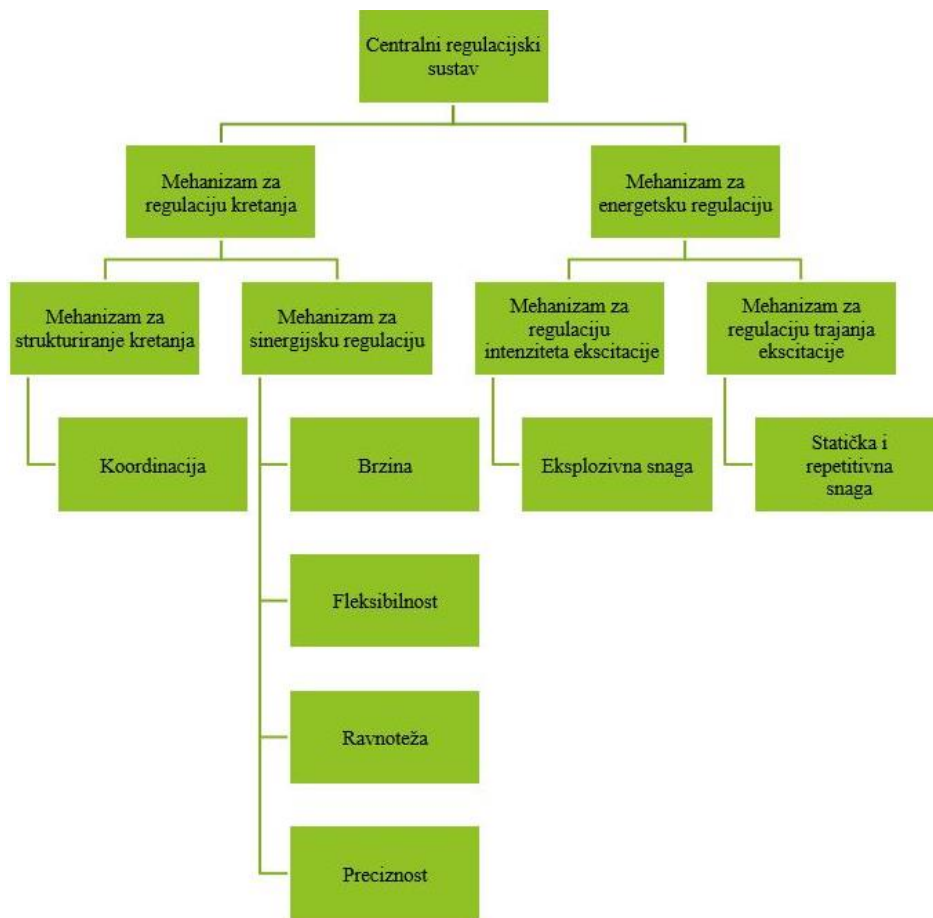 Centralni regulacijski
sustav
Mehanizam za
regulaciju kretanja
Mehanizam za
energetsku regulaciju
Mehanizam za
strukturiranje kretanja
Mehanizam za
sinergijsku regulaciju
Mehanizam za
regulaciju
intenziteta ekscitacije
Mehanizam za
regulaciju trajanja
ekscitacije
Koordinacija
Brzina
Eksplozivna snaga
Statička i
repetitivna
snaga
Fleksibilnost
Ravnoteža
Preciznost